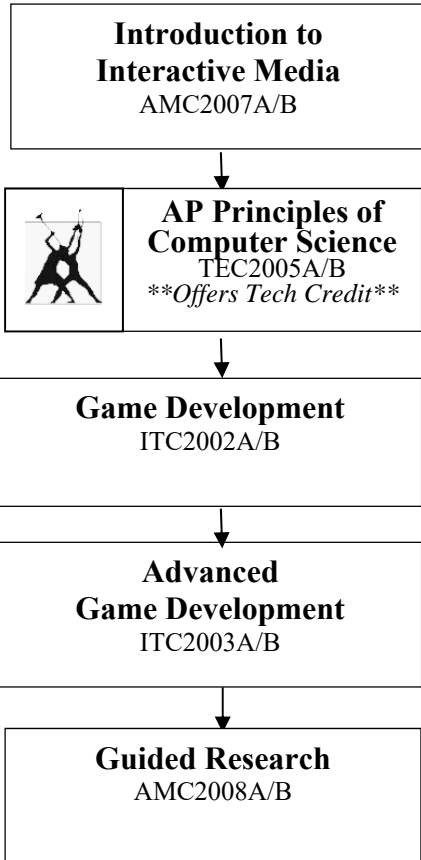 Introduction to
Interactive Media
AMC2007A/B
AP Principles of
Computer Science
TEC2005A/B
**Offers Tech Credit**
Game Development
ITC2002A/B
Advanced
Game Development
ITC2003A/B
Guided Research
AMC2008A/B